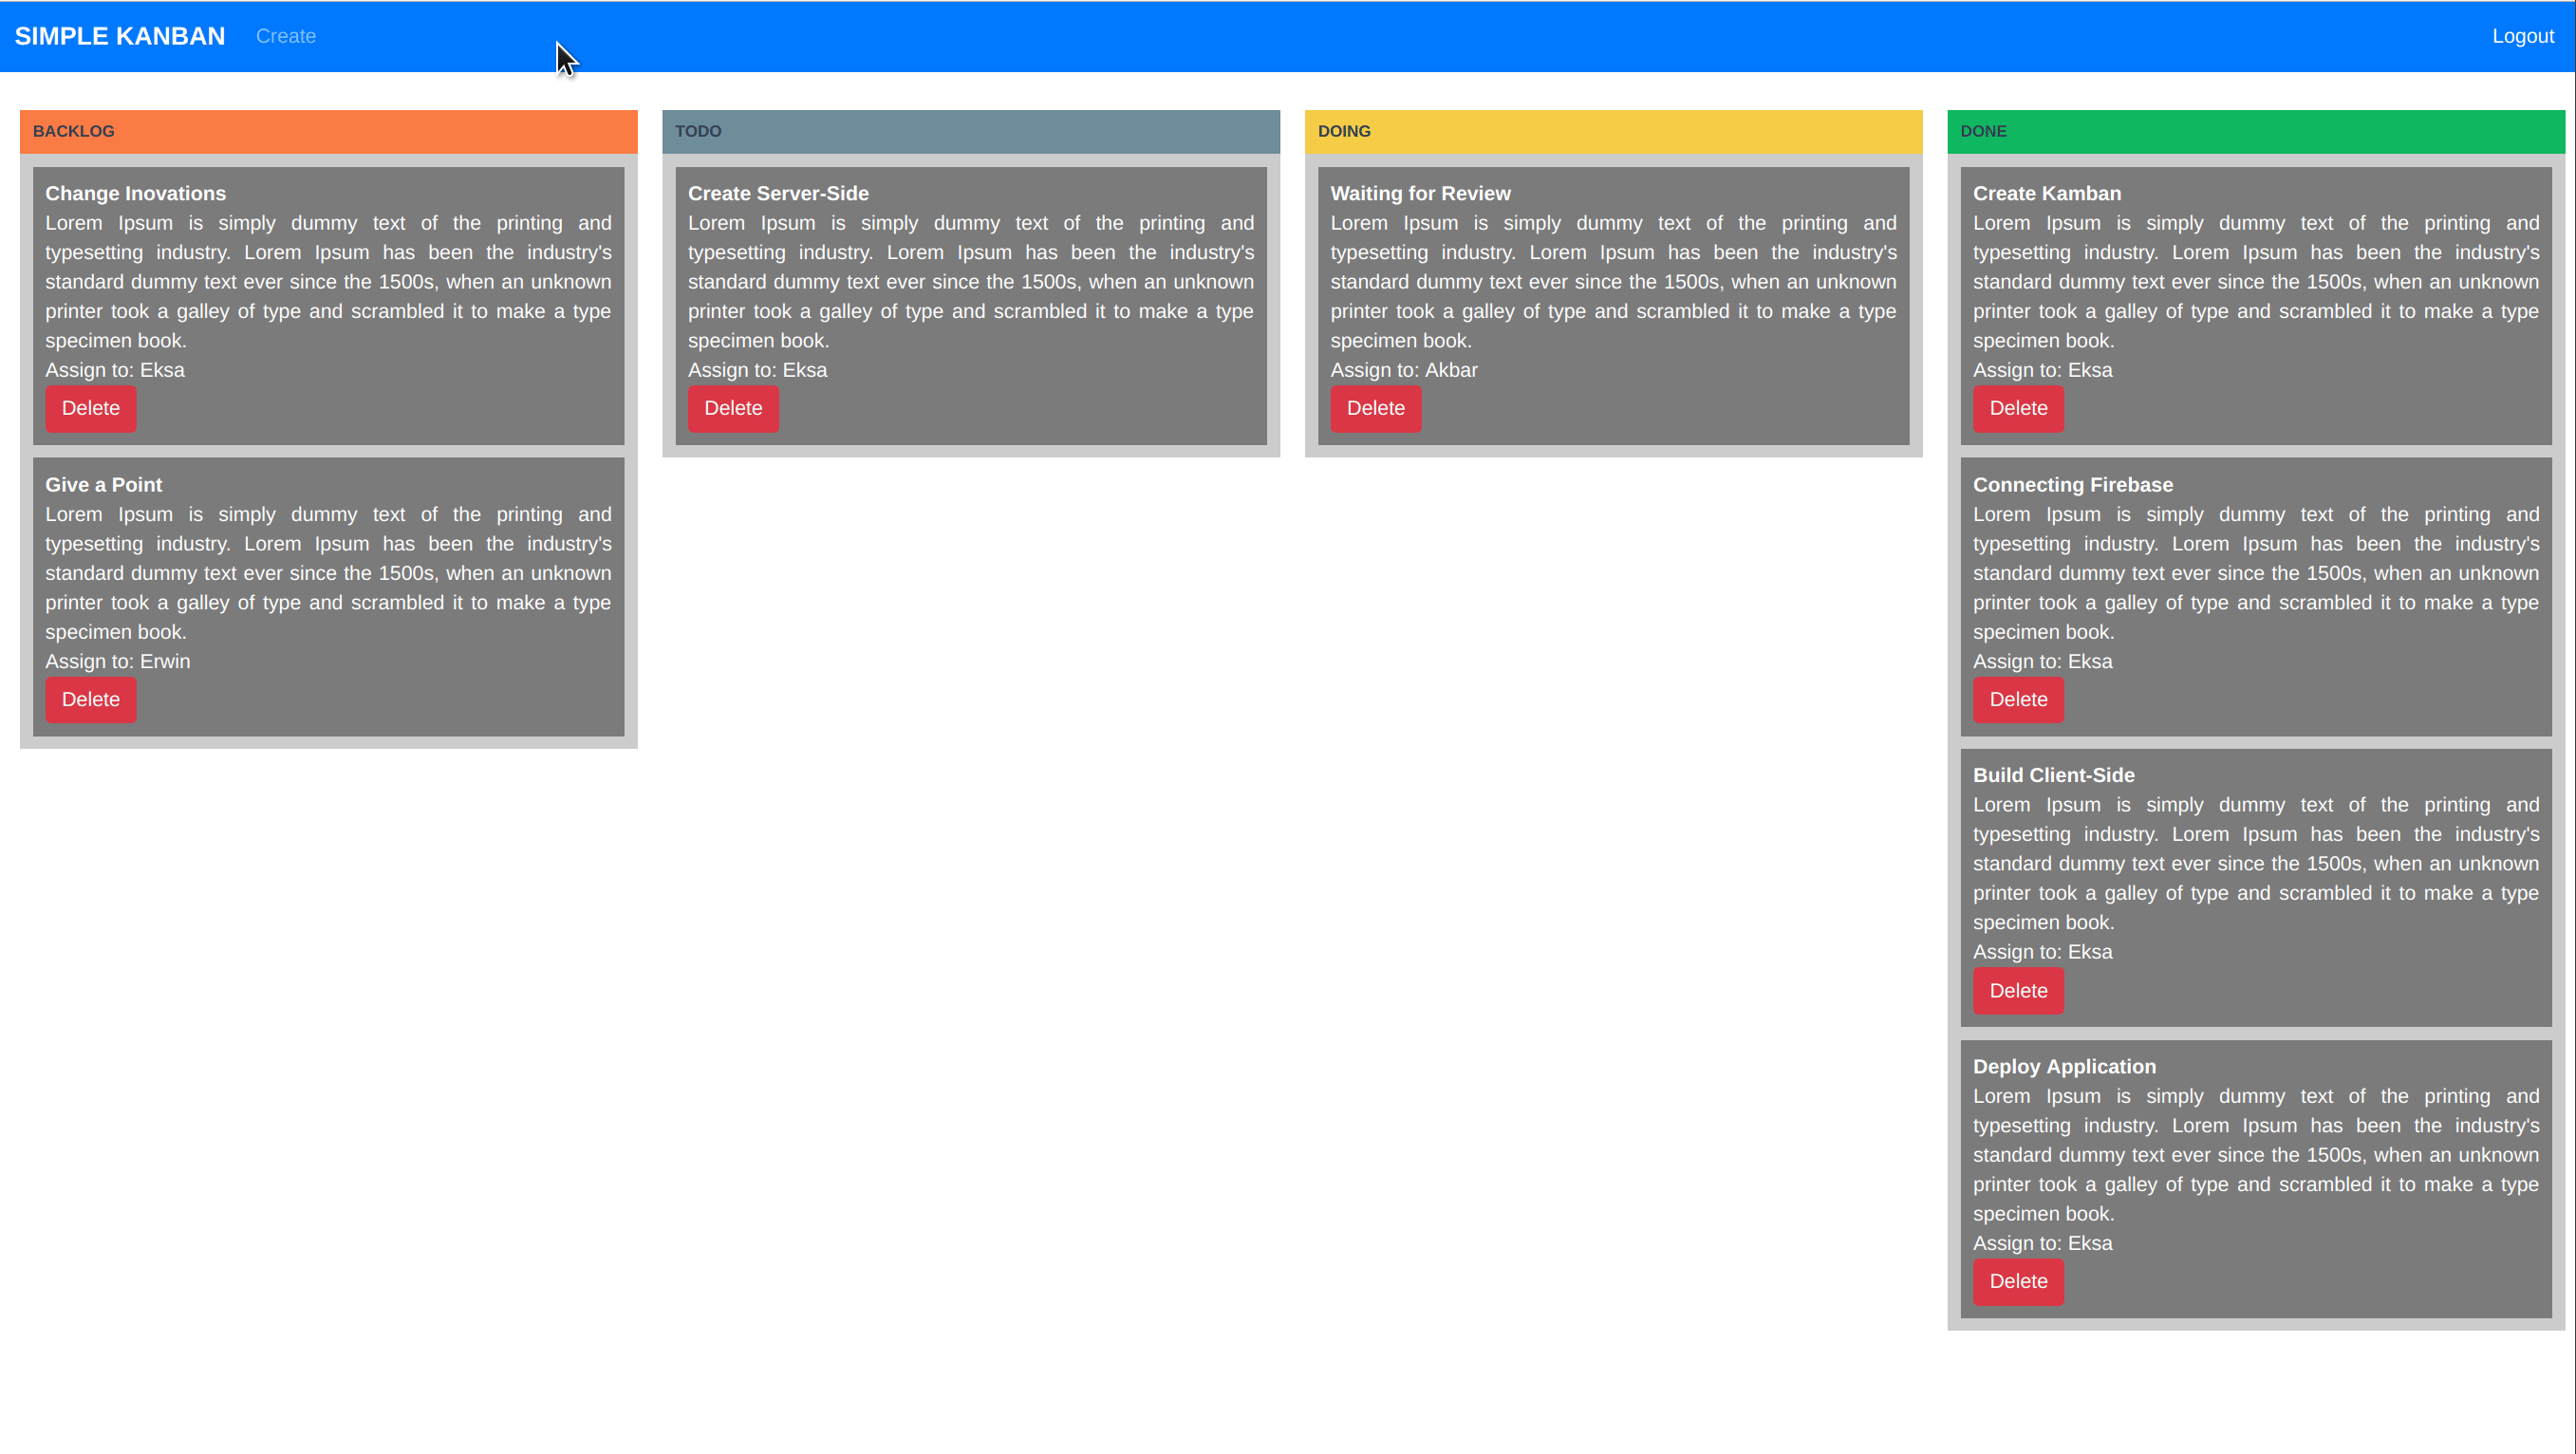 SIMPLE KANBAN
Create
Logout
BACKLOG
Change Inovations
Lorem Ipsum is simply dummy text of the printing and
typesetting industry. Lorem Ipsum has been the industry's
standard dummy text ever since the 1500s, when an unknown
printer took a galley of type and scrambled it to make a type
specimen book.
Assign to: Eksa
Delete
Give a Point
Lorem Ipsum is simply dummy text of the printing and
typesetting industry. Lorem Ipsum has been the industry's
standard dummy text ever since the 1500s, when an unknown
printer took a galley of type and scrambled it to make a type
specimen book.
Assign to: Erwin
Delete
TODO
Create Server-Side
Lorem Ipsum is simply dummy text of the printing and
typesetting industry. Lorem Ipsum has been the industry's
standard dummy text ever since the 1500s, when an unknown
printer took a galley of type and scrambled it to make a type
specimen book.
Assign to: Eksa
Delete
DOING
Waiting for Review
Lorem Ipsum is simply dummy text of the printing and
typesetting industry. Lorem Ipsum has been the industry's
standard dummy text ever since the 1500s, when an unknown
printer took a galley of type and scrambled it to make a type
specimen book.
Assign to: Akbar
Delete
DONE
Create Kamban
Lorem Ipsum is simply dummy text of the printing and
typesetting industry. Lorem Ipsum has been the industry's
standard dummy text ever since the 1500s, when an unknown
printer took a galley of type and scrambled it to make a type
specimen book.
Assign to: Eksa
Delete
Connecting Firebase
Lorem Ipsum is simply dummy text of the printing and
typesetting industry. Lorem Ipsum has been the industry's
standard dummy text ever since the 1500s, when an unknown
printer took a galley of type and scrambled it to make a type
specimen book.
Assign to: Eksa
Delete
Build Client-Side
Lorem Ipsum is simply dummy text of the printing and
typesetting industry. Lorem Ipsum has been the industry's
standard dummy text ever since the 1500s, when an unknown
printer took a galley of type and scrambled it to make a type
specimen book.
Assign to: Eksa
Delete
Deploy Application
Lorem Ipsum is simply dummy text of the printing and
typesetting industry. Lorem Ipsum has been the industry's
standard dummy text ever since the 1500s, when an unknown
printer took a galley of type and scrambled it to make a type
specimen book.
Assign to: Eksa
Delete